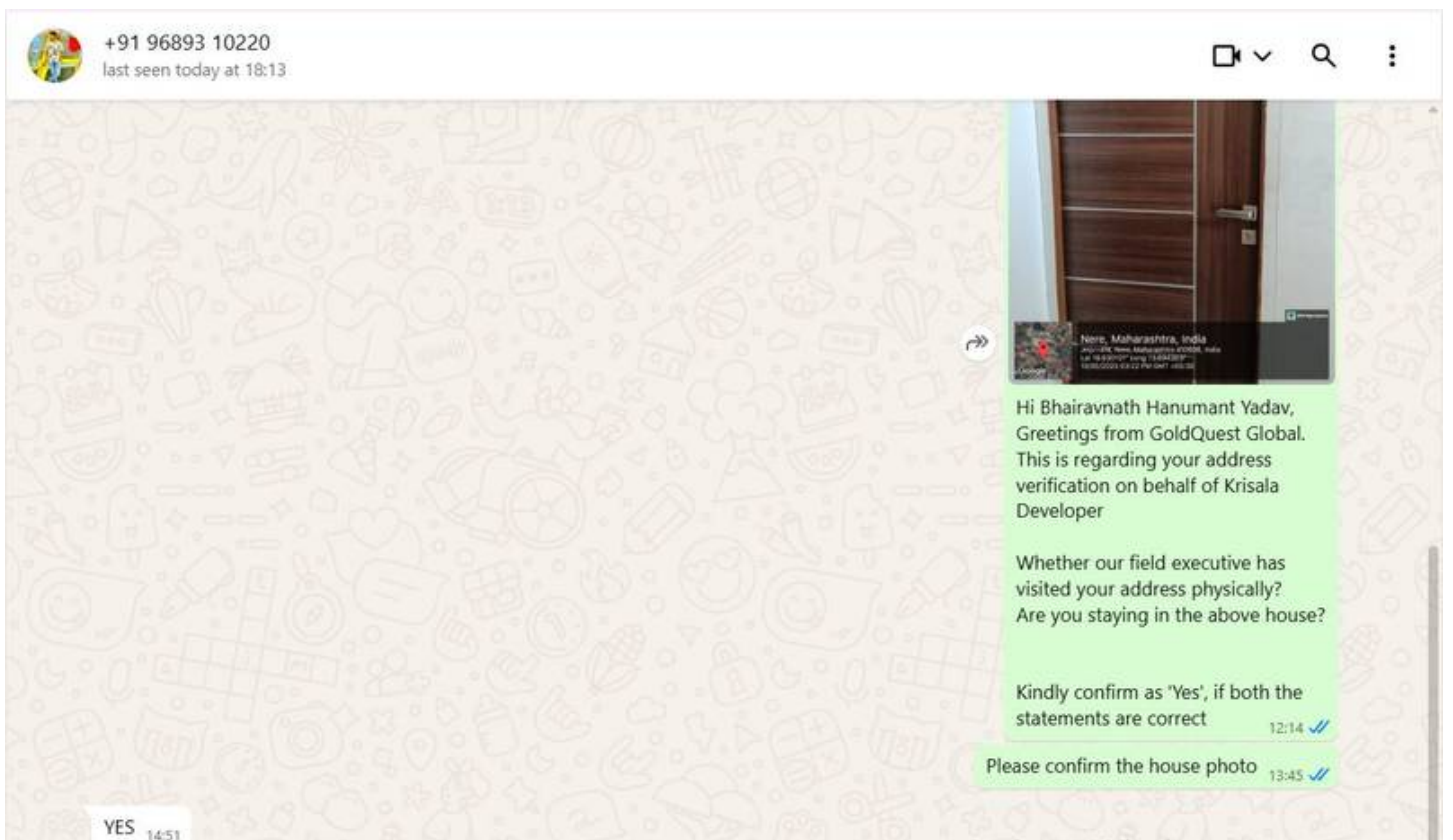 +91 96893 10220
last seen today at 18:13
Nere, Maharashtra, India
Google
Hi Bhairavnath Hanumant Yadav,
Greetings from GoldQuest Global.
This is regarding your address
verification on behalf of Krisala
Developer
Whether our field executive has
visited your address physically?
Are you staying in the above house?
Kindly confirm as 'Yes', if both the
statements are correct
12:14
Please confirm the house photo 13:45
YES 14:51